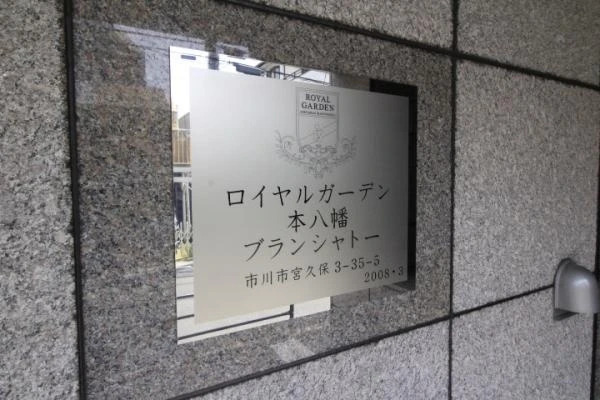 ROYAL
GARDEN
ロイヤルガーデン
本八幡
ブランシャトー
市川市宮久保 3-35-5
2008・3